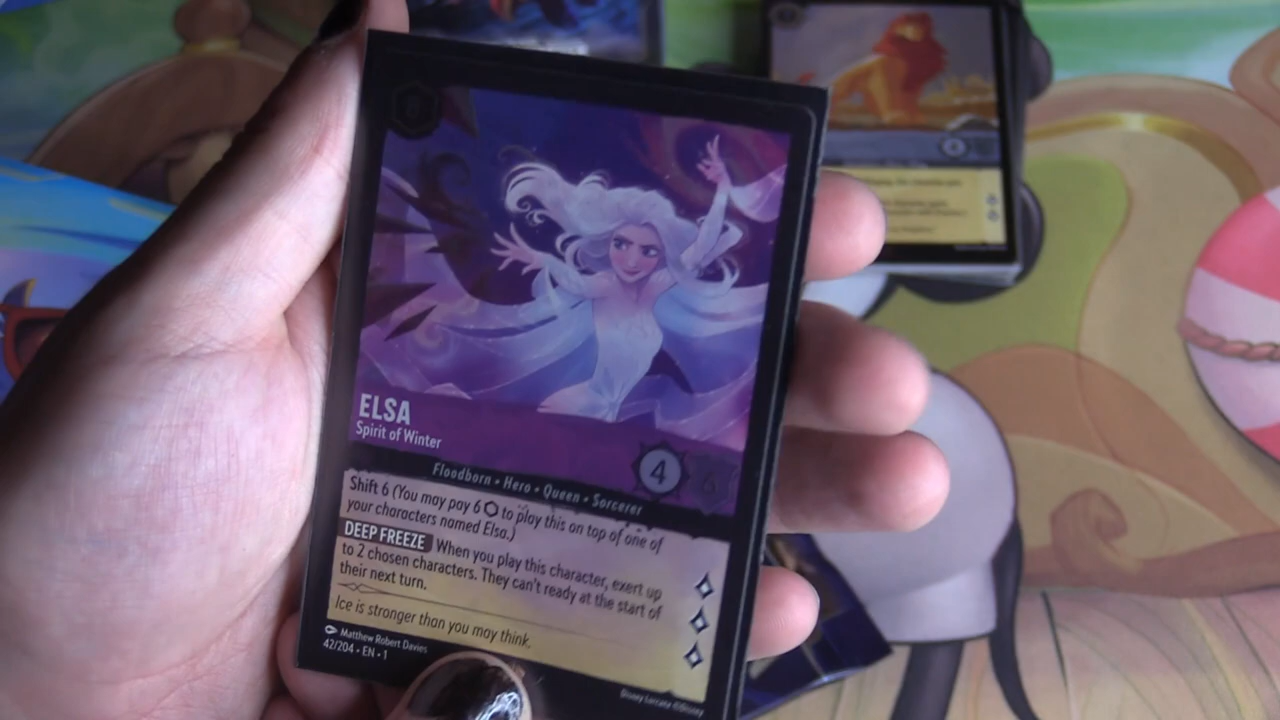 ELSA
Spirit of Winter
4
6
Floodborn • Hero • Queen • Sorcerer
Shift 6 (You may pay 6 ⬡ to play this on top of one of
your characters named Elsa.)
DEEP FREEZE When you play this character, exert up
to 2 chosen characters. They can't ready at the start of
their next turn.
Ice is stronger than you may think.
Matthew Robert Davies
42/204 • EN • 1
Disney Lorcana ©Disney